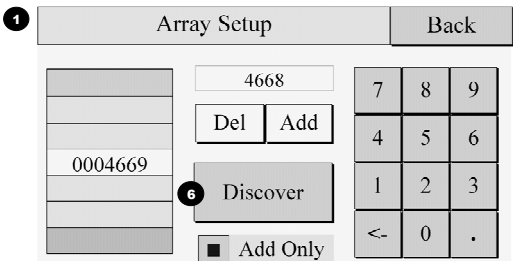 1
Array Setup Back
4668
7 8 9
Del Add
4 5 6
0004669
6 Discover
1 2 3
<- 0 .
Add Only